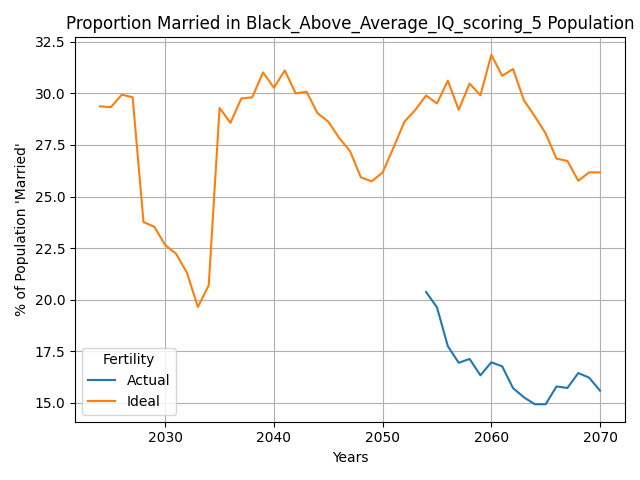 Proportion Married in Black_Above_Average_IQ_scoring_5 Population
% of Population 'Married'
32.5
30.0
27.5
25.0
22.5
20.0
17.5
15.0
Fertility
Actual
Ideal
2030
2040
2050
2060
2070
Years